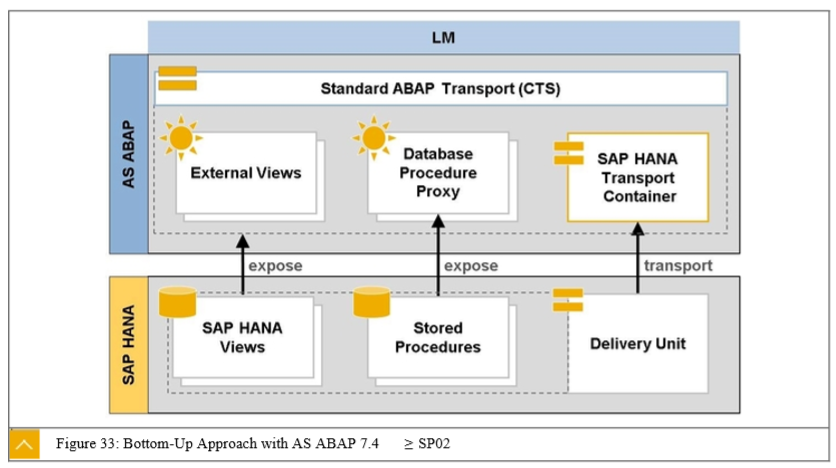 LM
AS ABAP
Standard ABAP Transport (CTS)
External Views
Database
Procedure
Proxy
SAP HANA
Transport
Container
expose
expose
transport
SAP HANA
SAP HANA
Views
Stored
Procedures
Delivery Unit
Figure 33: Bottom-Up Approach with AS ABAP 7.4 ≥ SP02